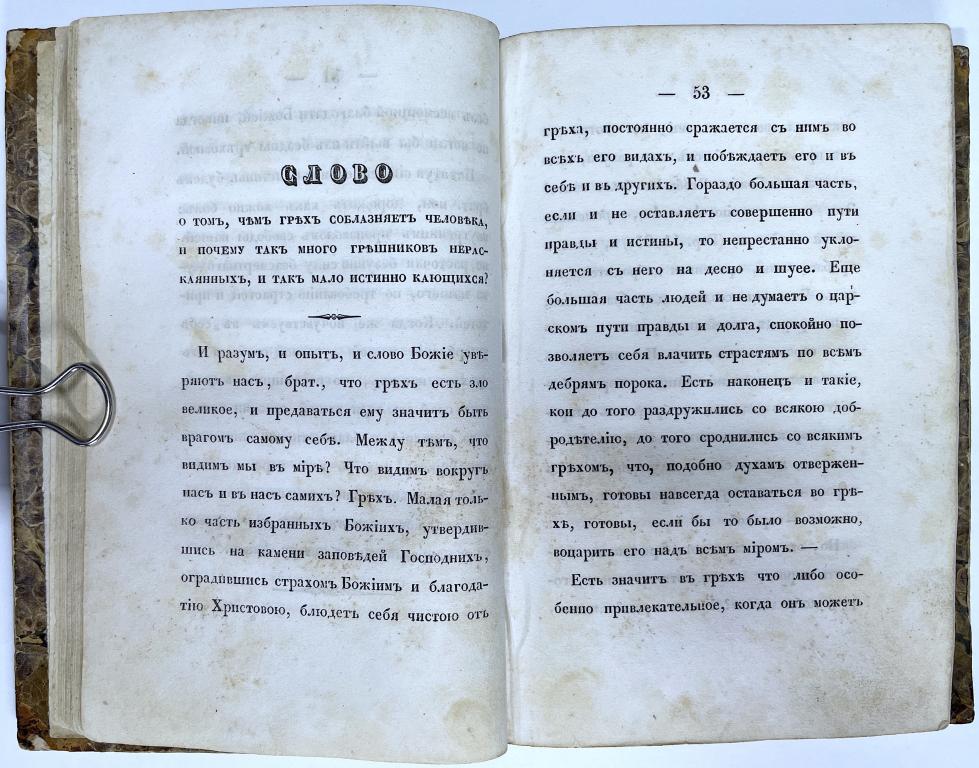 СЛОВО
О ТОМЪ, ЧѢМЪ ГРѢХЪ СОБЛАЗНЯЕТЪ ЧЕЛОВѢКА,
И ПОЧЕМУ ТАКЪ МНОГО ГРѢШНИКОВЪ НЕРАС-
КАЯННЫХЪ, И ТАКЪ МАЛО ИСТИННО КАЮЩИХСЯ?
И разумъ, и опытъ, и слово Божіе увѣ-
ряютъ насъ, брат., что грѣхъ есть зло
великое, и предаваться ему значитъ быть
врагомъ самому себѣ. Между тѣмъ, что
видимъ мы въ мірѣ? Что видимъ вокругъ
насъ и въ насъ самихъ? Грѣхъ. Малая толь-
ко часть избранныхъ Божіихъ, утвердив-
шись на камени заповѣдей Господнихъ,
оградившись страхомъ Божіимъ и благода-
тію Христовою, блюдетъ себя чистою отъ
— 53 —
грѣха, постоянно сражается съ нимъ во
всѣхъ его видахъ, и побѣждаетъ его и въ
себѣ и въ другихъ. Гораздо большая часть,
если и не оставляетъ совершенно пути
правды и истины, то непрестанно укло-
няется съ него на десно и шуее. Еще
большая часть людей и не думаетъ о цар-
скомъ пути правды и долга, спокойно по-
зволяетъ себя влачить страстямъ по всѣмъ
дебрямъ порока. Есть наконецъ и такіе,
кои до того раздружились со всякою доб-
родѣтелію, до того сроднились со всякимъ
грѣхомъ, что, подобно духамъ отвержен-
нымъ, готовы навсегда оставаться во грѣ-
хѣ, готовы, если бы то было возможно,
воцарить его надъ всѣмъ міромъ. —
Есть значитъ въ грѣхѣ что либо осо-
бенно привлекательное, когда онъ можетъ